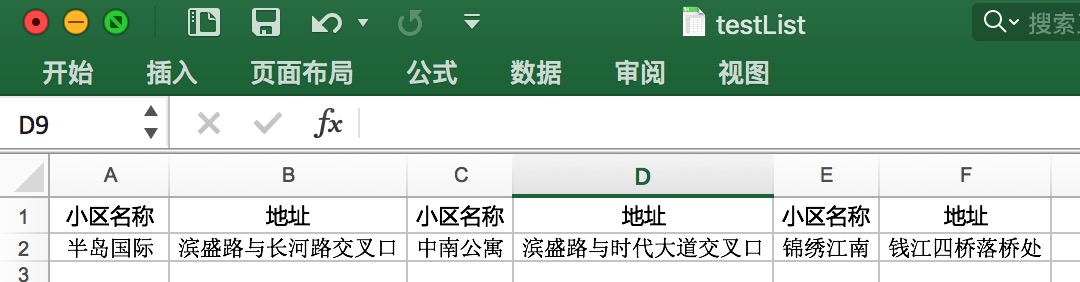 testList
搜索
开始 插入 页面布局 公式 数据 审阅 视图
D9 fx
A B C D E F
1 小区名称 地址 小区名称 地址 小区名称 地址
2 半岛国际 滨盛路与长河路交叉口 中南公寓 滨盛路与时代大道交叉口 锦绣江南 钱江四桥落桥处
3